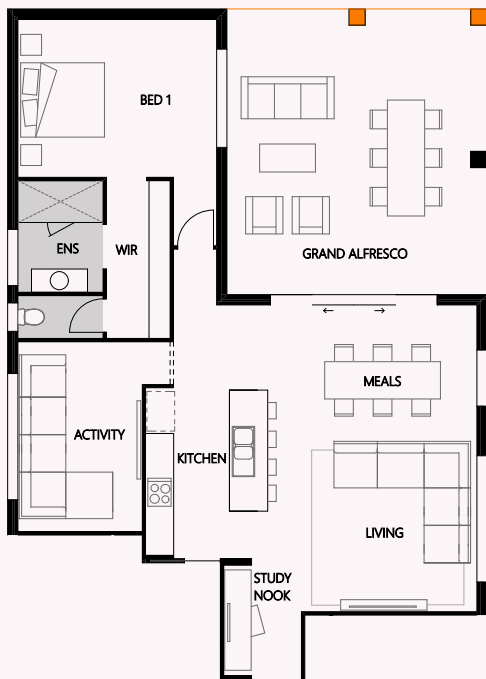 BED 1
ENS
WIR
GRAND ALFRESCO
MEALS
ACTIVITY
KITCHEN
LIVING
STUDY
NOOK